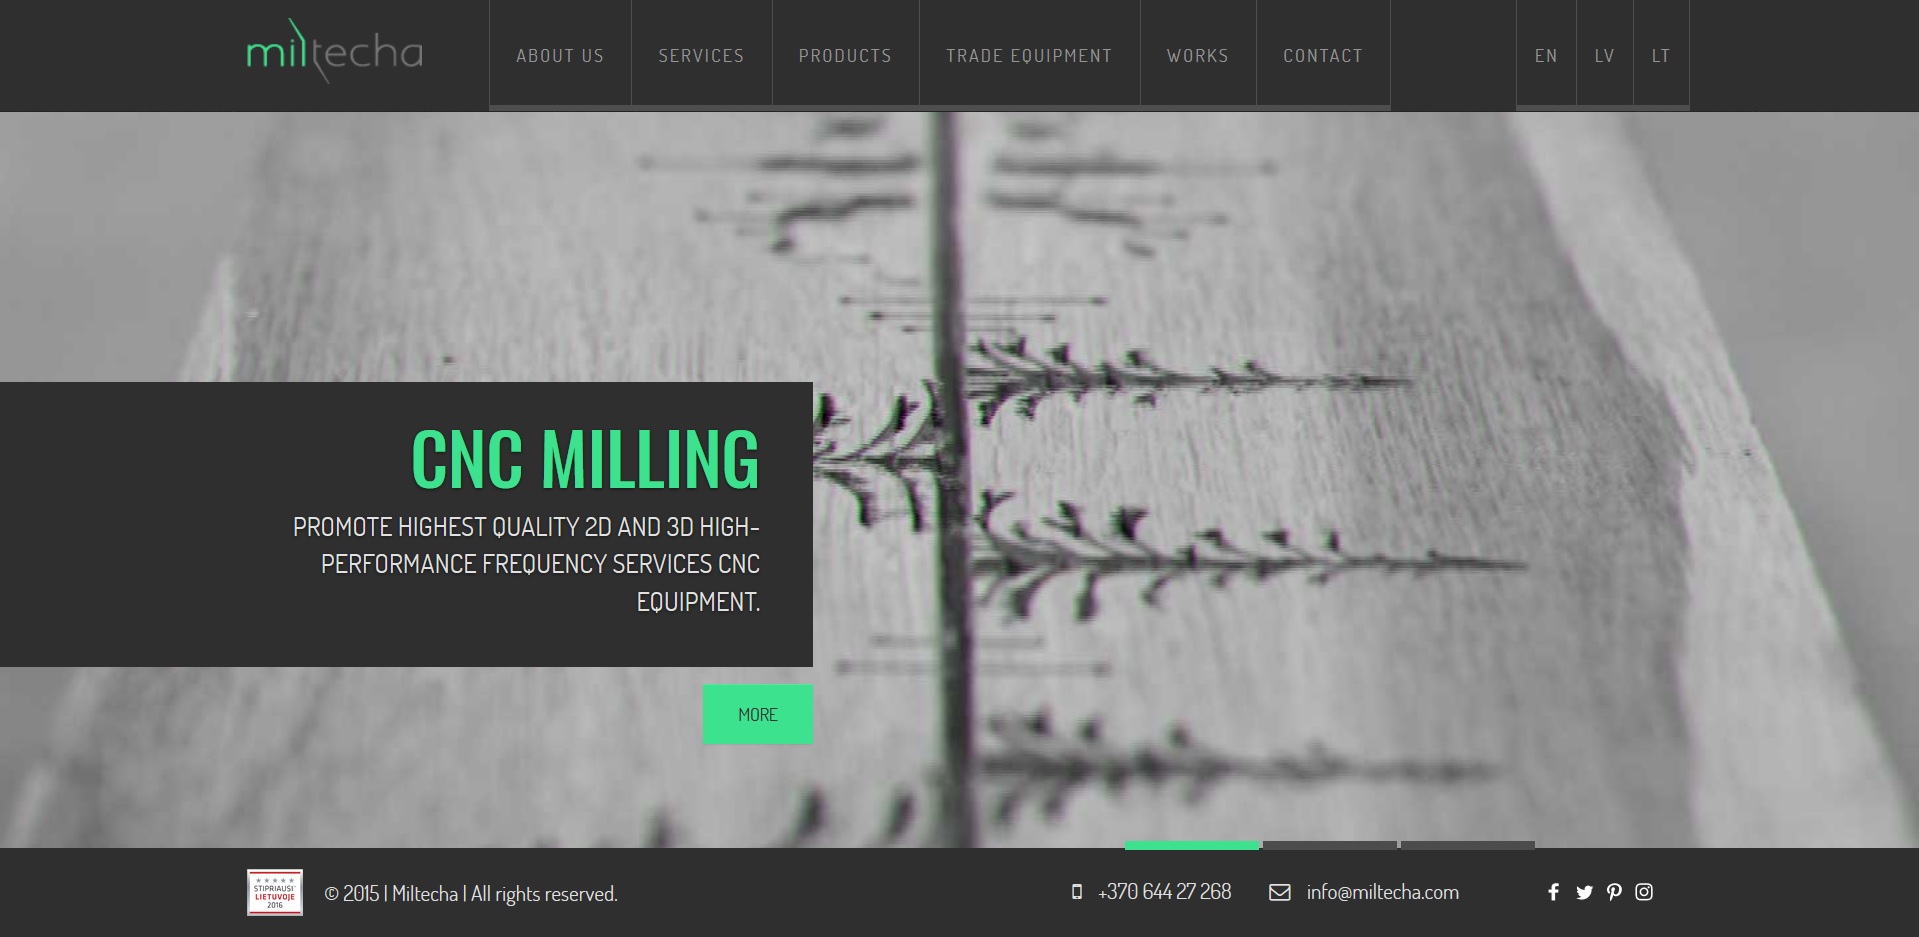 miltecha
ABOUT US
SERVICES
PRODUCTS
TRADE EQUIPMENT
WORKS
CONTACT
EN
LV
LT
CNC MILLING
PROMOTE HIGHEST QUALITY 2D AND 3D HIGH-
PERFORMANCE FREQUENCY SERVICES CNC
EQUIPMENT.
MORE
STIPRIAUSI
LIETUVOJE
2016
© 2015 | Miltecha | All rights reserved.
+370 644 27 268
info@miltecha.com